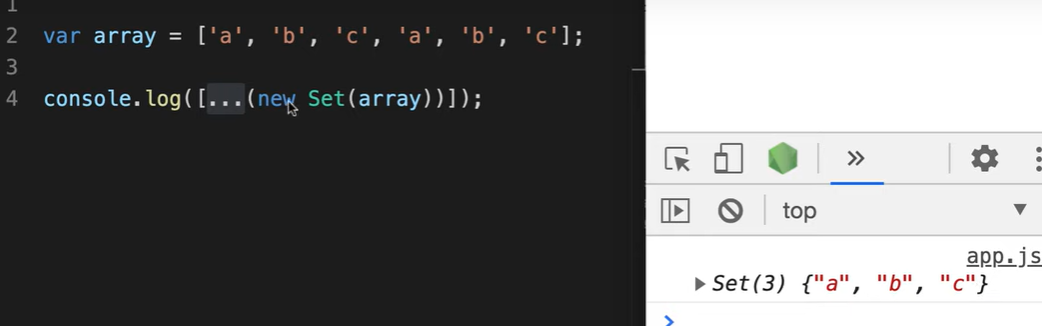 1
2 var array = ['a', 'b', 'c', 'a', 'b', 'c'];
3
4 console.log([...(new Set(array))]);
top
app.js
Set(3) {"a", "b", "c"}